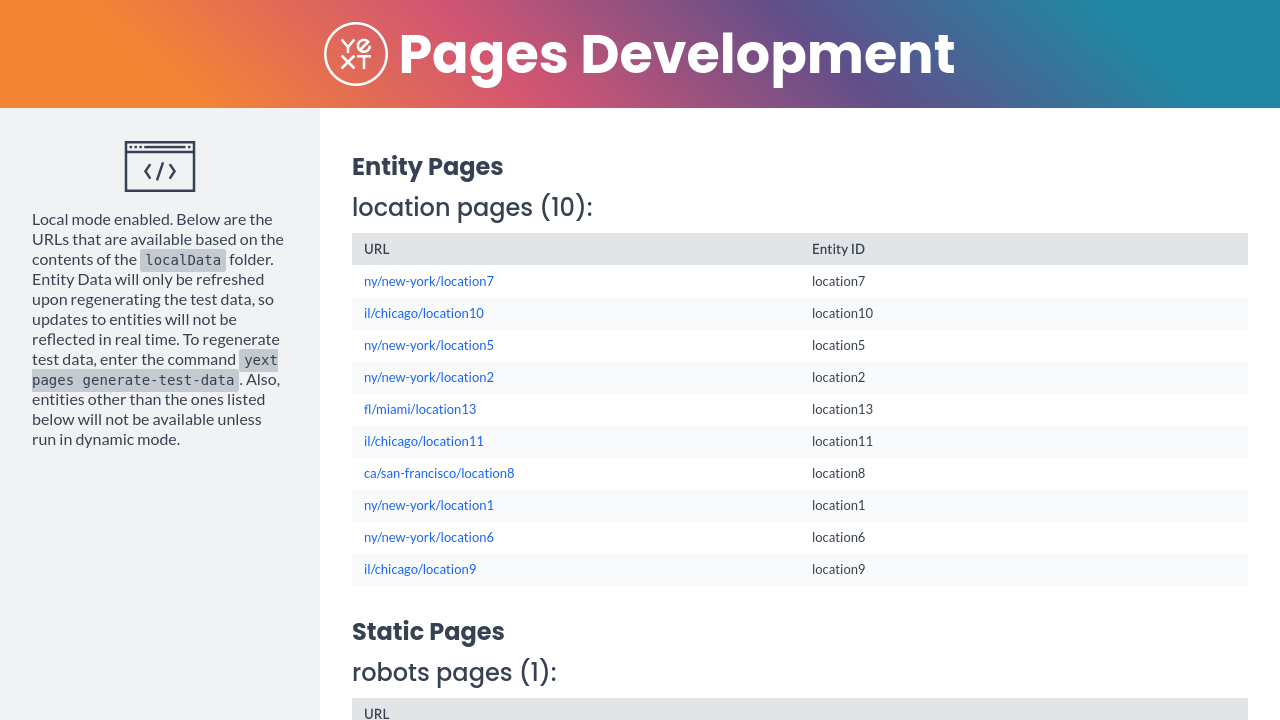 YEXT Pages Development
Local mode enabled. Below are the
URLs that are available based on the
contents of the localData folder.
Entity Data will only be refreshed
upon regenerating the test data, so
updates to entities will not be
reflected in real time. To regenerate
test data, enter the command yext
pages generate-test-data. Also,
entities other than the ones listed
below will not be available unless
run in dynamic mode.
Entity Pages
location pages (10):
URL Entity ID
ny/new-york/location7 location7
il/chicago/location10 location10
ny/new-york/location5 location5
ny/new-york/location2 location2
fl/miami/location13 location13
il/chicago/location11 location11
ca/san-francisco/location8 location8
ny/new-york/location1 location1
ny/new-york/location6 location6
il/chicago/location9 location9
Static Pages
robots pages (1):
URL